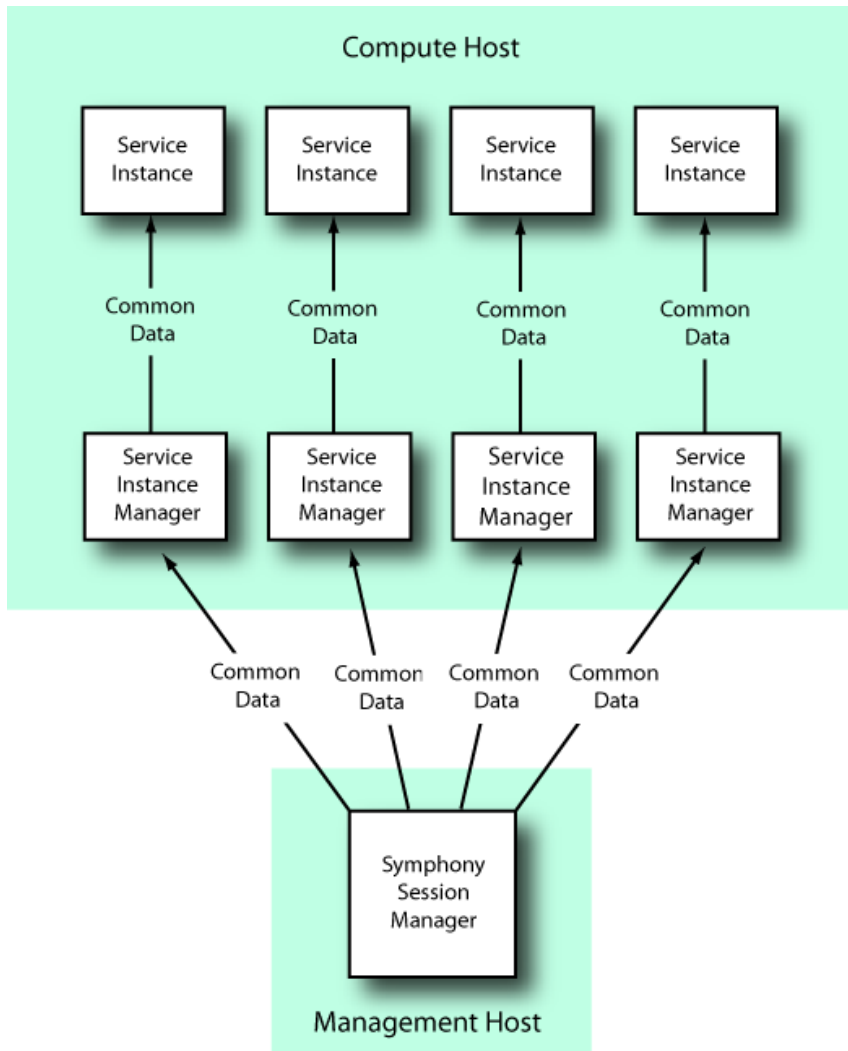 Compute Host
Service
Instance
Service
Instance
Service
Instance
Service
Instance
Common
Data
Common
Data
Common
Data
Common
Data
Service
Instance
Manager
Service
Instance
Manager
Service
Instance
Manager
Service
Instance
Manager
Common
Data
Common
Data
Common
Data
Common
Data
Symphony
Session
Manager
Management Host